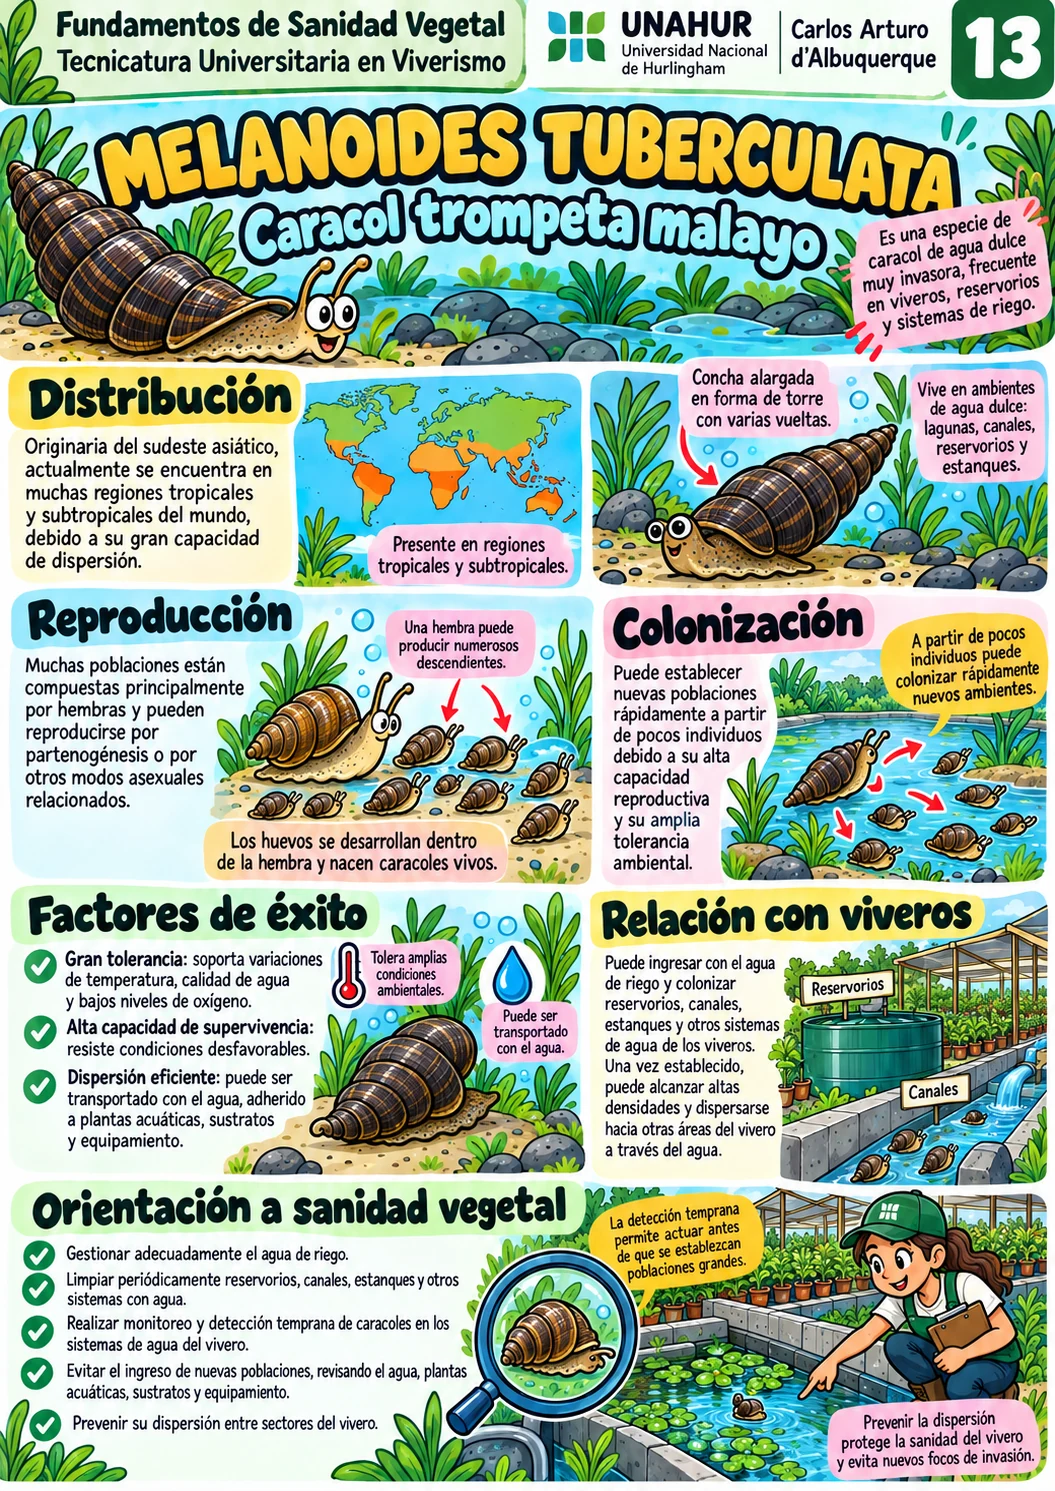 Fundamentos de Sanidad Vegetal
Tecnicatura Universitaria en Viverismo
UNAHUR
Universidad Nacional
de Hurlingham
Carlos Arturo
d'Albuquerque
13
MELANOIDES TUBERCULATA
Caracol trompeta malayo
Es una especie de
caracol de agua dulce
muy invasora, frecuente
en viveros, reservorios
y sistemas de riego.
Distribución
Originaria del sudeste asiático,
actualmente se encuentra en
muchas regiones tropicales
y subtropicales del mundo,
debido a su gran capacidad
de dispersión.
Presente en regiones
tropicales y subtropicales.
Concha alargada
en forma de torre
con varias vueltas.
Vive en ambientes
de agua dulce:
lagunas, canales,
reservorios y
estanques.
Reproducción
Muchas poblaciones están
compuestas principalmente
por hembras y pueden
reproducirse por
partenogénesis o por
otros modos asexuales
relacionados.
Una hembra puede
producir numerosos
descendientes.
Los huevos se desarrollan dentro
de la hembra y nacen caracoles vivos.
Colonización
Puede establecer
nuevas poblaciones
rápidamente a partir
de pocos individuos
debido a su alta
capacidad
reproductiva
y su amplia
tolerancia
ambiental.
A partir de pocos
individuos puede
colonizar rápidamente
nuevos ambientes.
Factores de éxito
Gran tolerancia: soporta variaciones
de temperatura, calidad de agua
y bajos niveles de oxígeno.
Alta capacidad de supervivencia:
resiste condiciones desfavorables.
Dispersión eficiente: puede ser
transportado con el agua, adherido
a plantas acuáticas, sustratos
y equipamiento.
Tolera amplias
condiciones
ambientales.
Puede ser
transportado
con el agua.
Relación con viveros
Puede ingresar con el agua
de riego y colonizar
reservorios, canales,
estanques y otros sistemas
de agua de los viveros.
Una vez establecido,
puede alcanzar altas
densidades y dispersarse
hacia otras áreas del vivero
a través del agua.
Reservorios
Canales
Orientación a sanidad vegetal
Gestionar adecuadamente el agua de riego.
Limpiar periódicamente reservorios, canales, estanques y otros
sistemas con agua.
Realizar monitoreo y detección temprana de caracoles en los
sistemas de agua del vivero.
Evitar el ingreso de nuevas poblaciones, revisando el agua, plantas
acuáticas, sustratos y equipamiento.
Prevenir su dispersión entre sectores del vivero.
La detección temprana
permite actuar antes
de que se establezcan
poblaciones grandes.
Prevenir la dispersión
protege la sanidad del vivero
y evita nuevos focos de invasión.